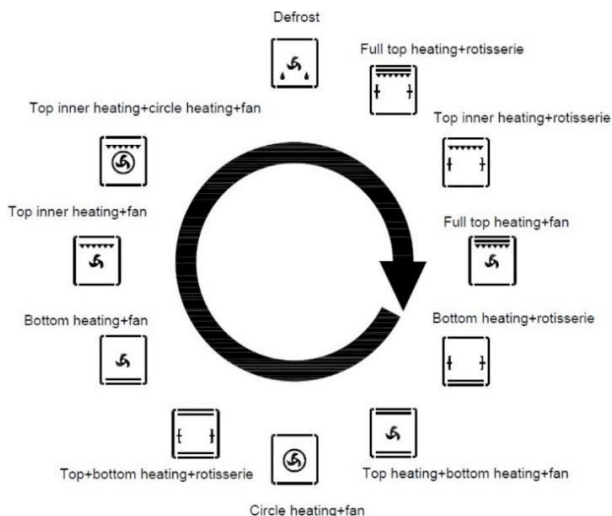 Defrost
Full top heating+rotisserie
Top inner heating+circle heating+fan
Top inner heating+rotisserie
Top inner heating+fan
Full top heating+fan
Bottom heating+fan
Bottom heating+rotisserie
Top+bottom heating+rotisserie
Top heating+bottom heating+fan
Circle heating+fan